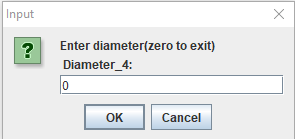 Input
Enter diameter(zero to exit)
Diameter_4:
0
OK Cancel